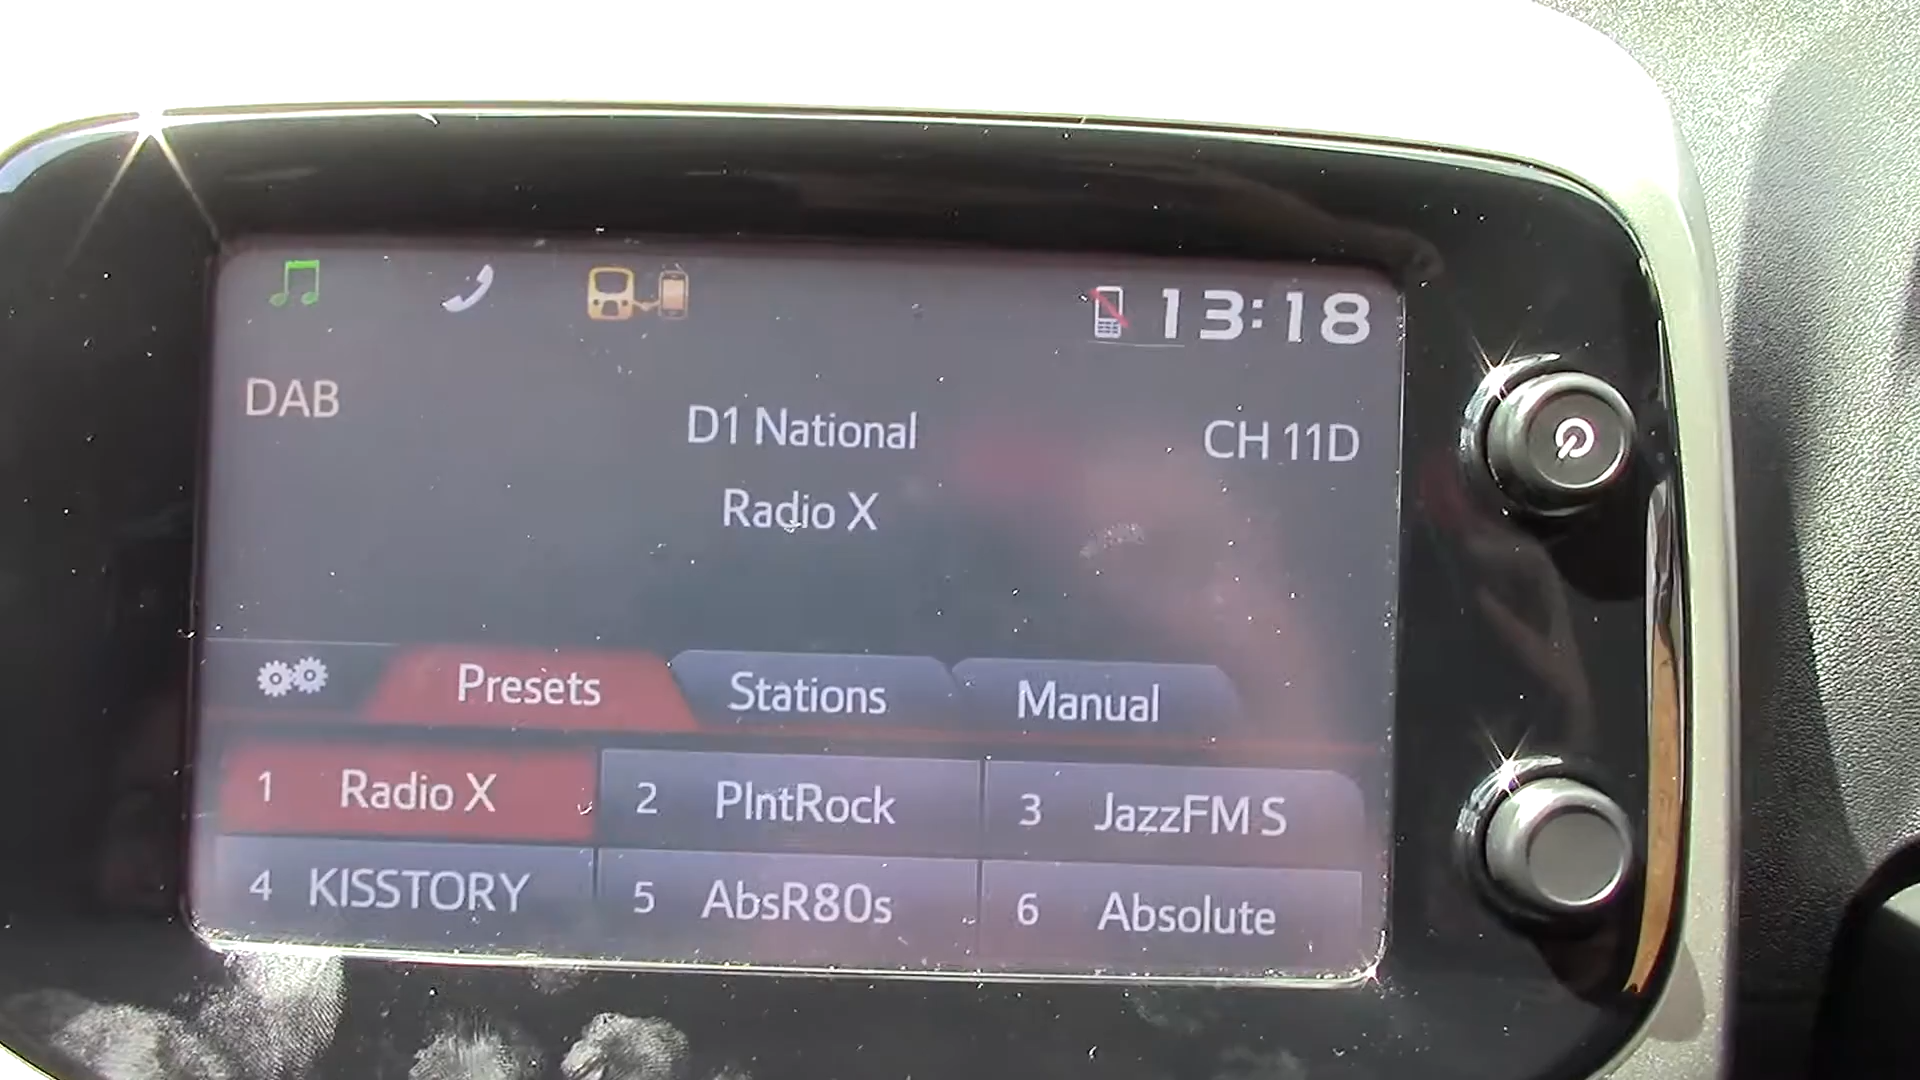 13:18
DAB
D1 National
CH 11D
Radio X
Presets Stations Manual
1 Radio X 2 PlntRock 3 JazzFM S
4 KISSTORY 5 AbsR80s 6 Absolute